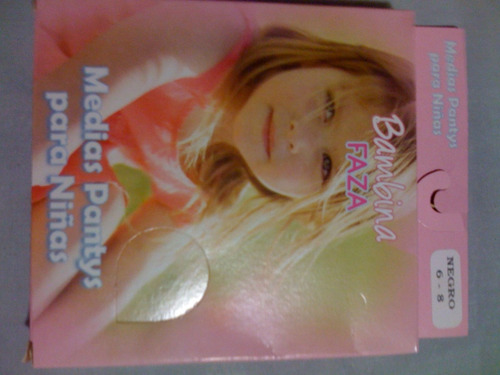 Medias Pantys
para Niñas
Bambina
FAZA
NEGRO
6 - 8
Medias Pantys
para Niñas